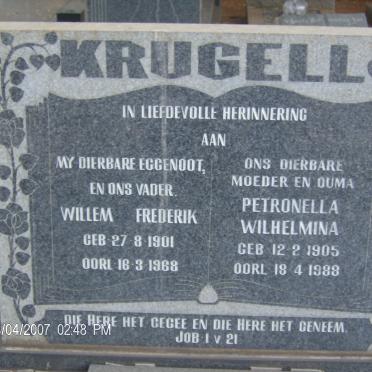 KRUGELL
IN LIEFDEVOLLE HERINNERING
AAN
MY DIERBARE EGGENOOT,
EN ONS VADER.
WILLEM FREDERIK
GEB 27-8-1901
OORL 16-3-1968
ONS DIERBARE
MOEDER EN OUMA
PETRONELLA
WILHELMINA
GEB 12-2-1905
OORL 18-4-1988
DIE HERE HET GEGEE EN DIE HERE HET GENEEM.
JOB 1 V 21
/04/2007 02:48 PM